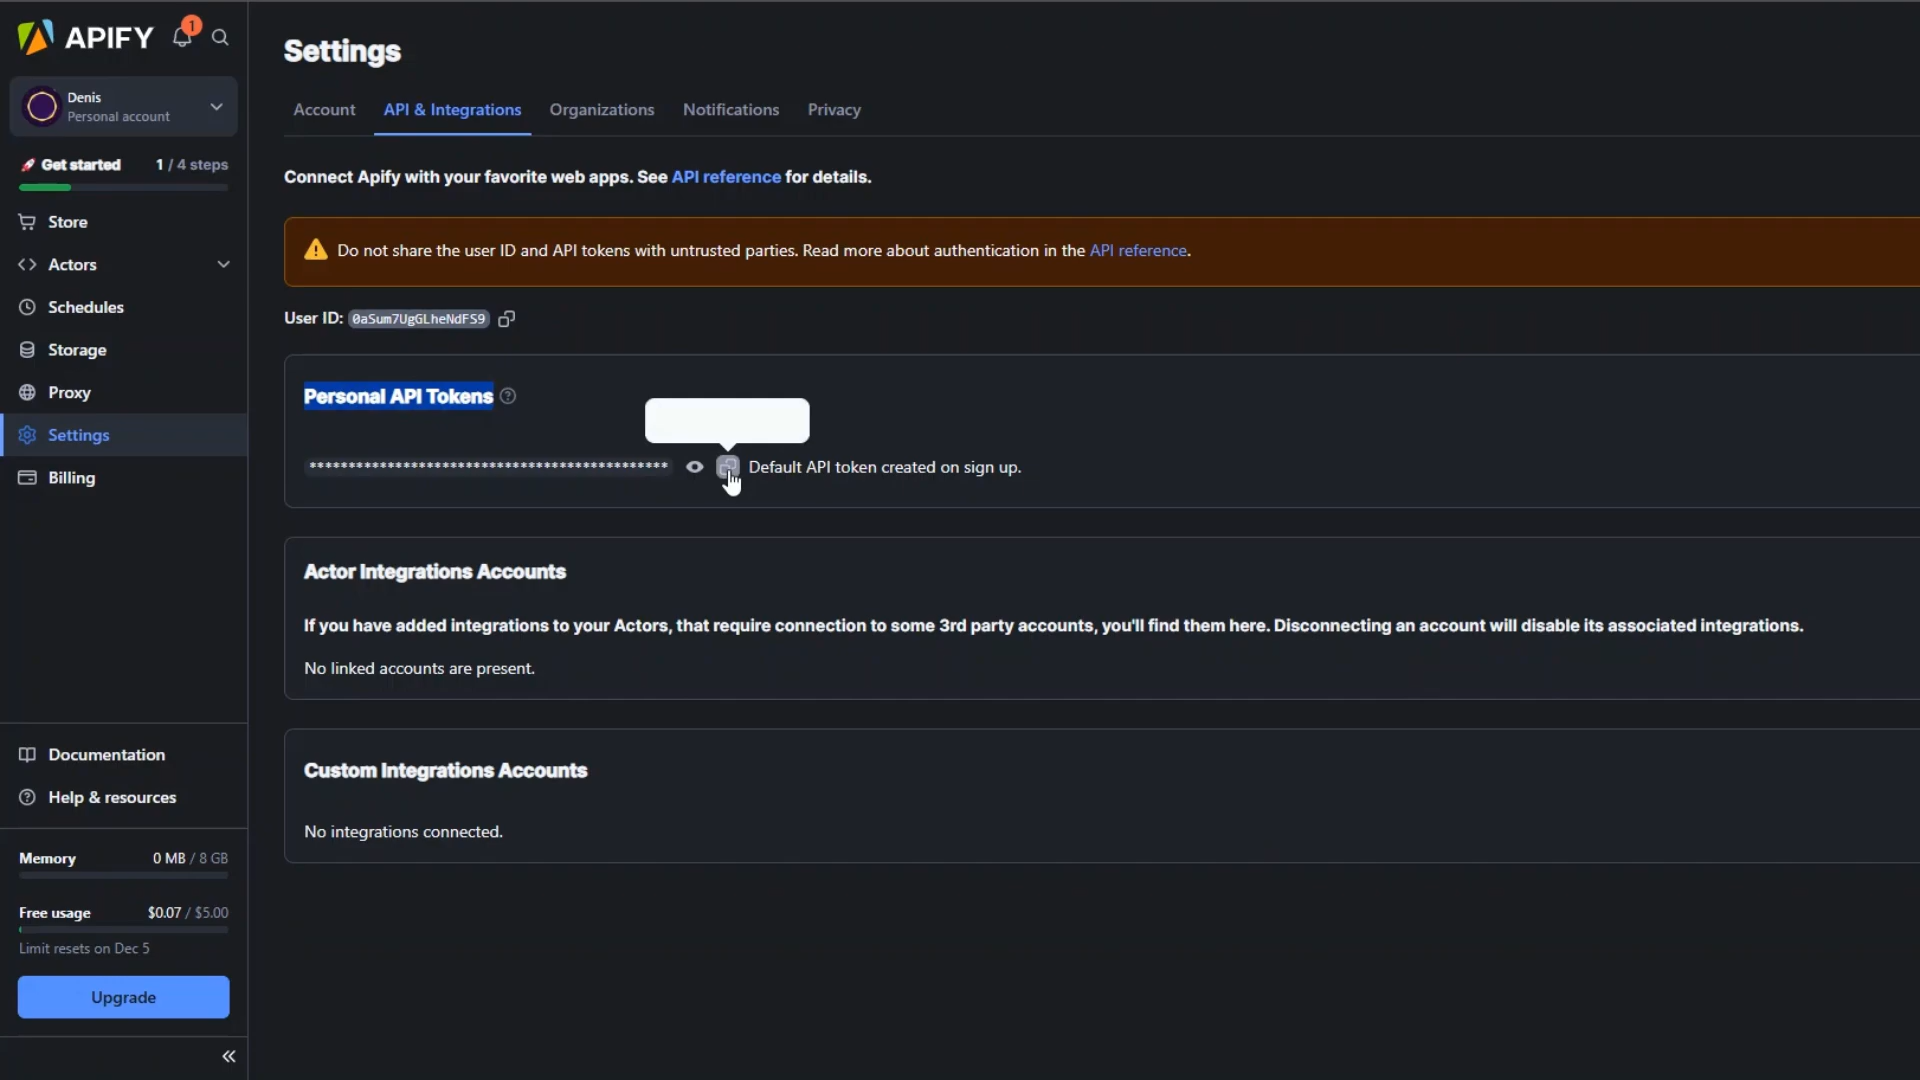 APIFY
1
Denis
Personal account
Get started 1 / 4 steps
Store
Actors
Schedules
Storage
Proxy
Settings
Billing
Documentation
Help & resources
Memory 0 MB / 8 GB
Free usage $0.07 / $5.00
Limit resets on Dec 5
Upgrade
Settings
Account API & Integrations Organizations Notifications Privacy
Connect Apify with your favorite web apps. See API reference for details.
Do not share the user ID and API tokens with untrusted parties. Read more about authentication in the API reference.
User ID: 0aSum7UgGLheNdFS9
Personal API Tokens
********************************************** Default API token created on sign up.
Actor Integrations Accounts
If you have added integrations to your Actors, that require connection to some 3rd party accounts, you'll find them here. Disconnecting an account will disable its associated integrations.
No linked accounts are present.
Custom Integrations Accounts
No integrations connected.